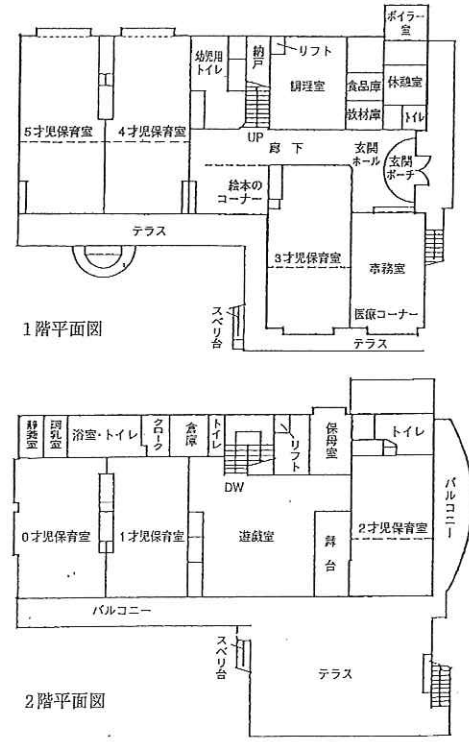 ボイラー室
幼児用トイレ
納戸
リフト
調理室
食品庫
教材庫
休憩室
トイレ
5才児保育室
4才児保育室
UP
廊下
玄関ホール
玄関ポーチ
絵本のコーナー
テラス
3才児保育室
事務室
医療コーナー
スベリ台
テラス
1階平面図
静養室
調乳室
浴室・トイレ
クローク
倉庫
トイレ
リフト
保母室
トイレ
DW
バルコニー
0才児保育室
1才児保育室
遊戯室
舞台
2才児保育室
バルコニー
スベリ台
テラス
2階平面図